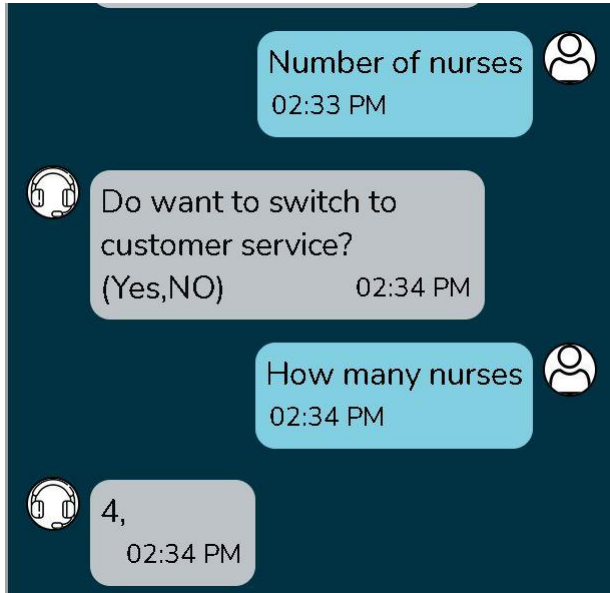 Number of nurses
02:33 PM
Do want to switch to
customer service?
(Yes,NO) 02:34 PM
How many nurses
02:34 PM
4,
02:34 PM